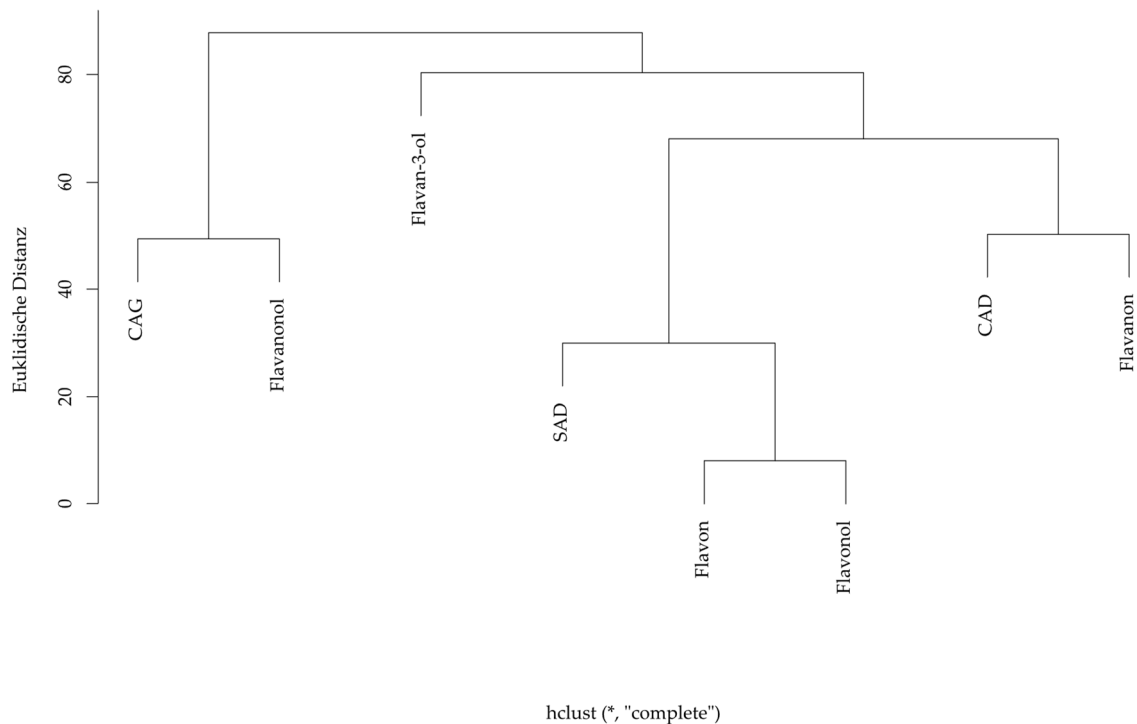 Euklidische Distanz
80
60
40
20
0
CAG
Flavanonol
Flavan-3-ol
SAD
Flavon
Flavonol
CAD
Flavanon
hclust (*, "complete")